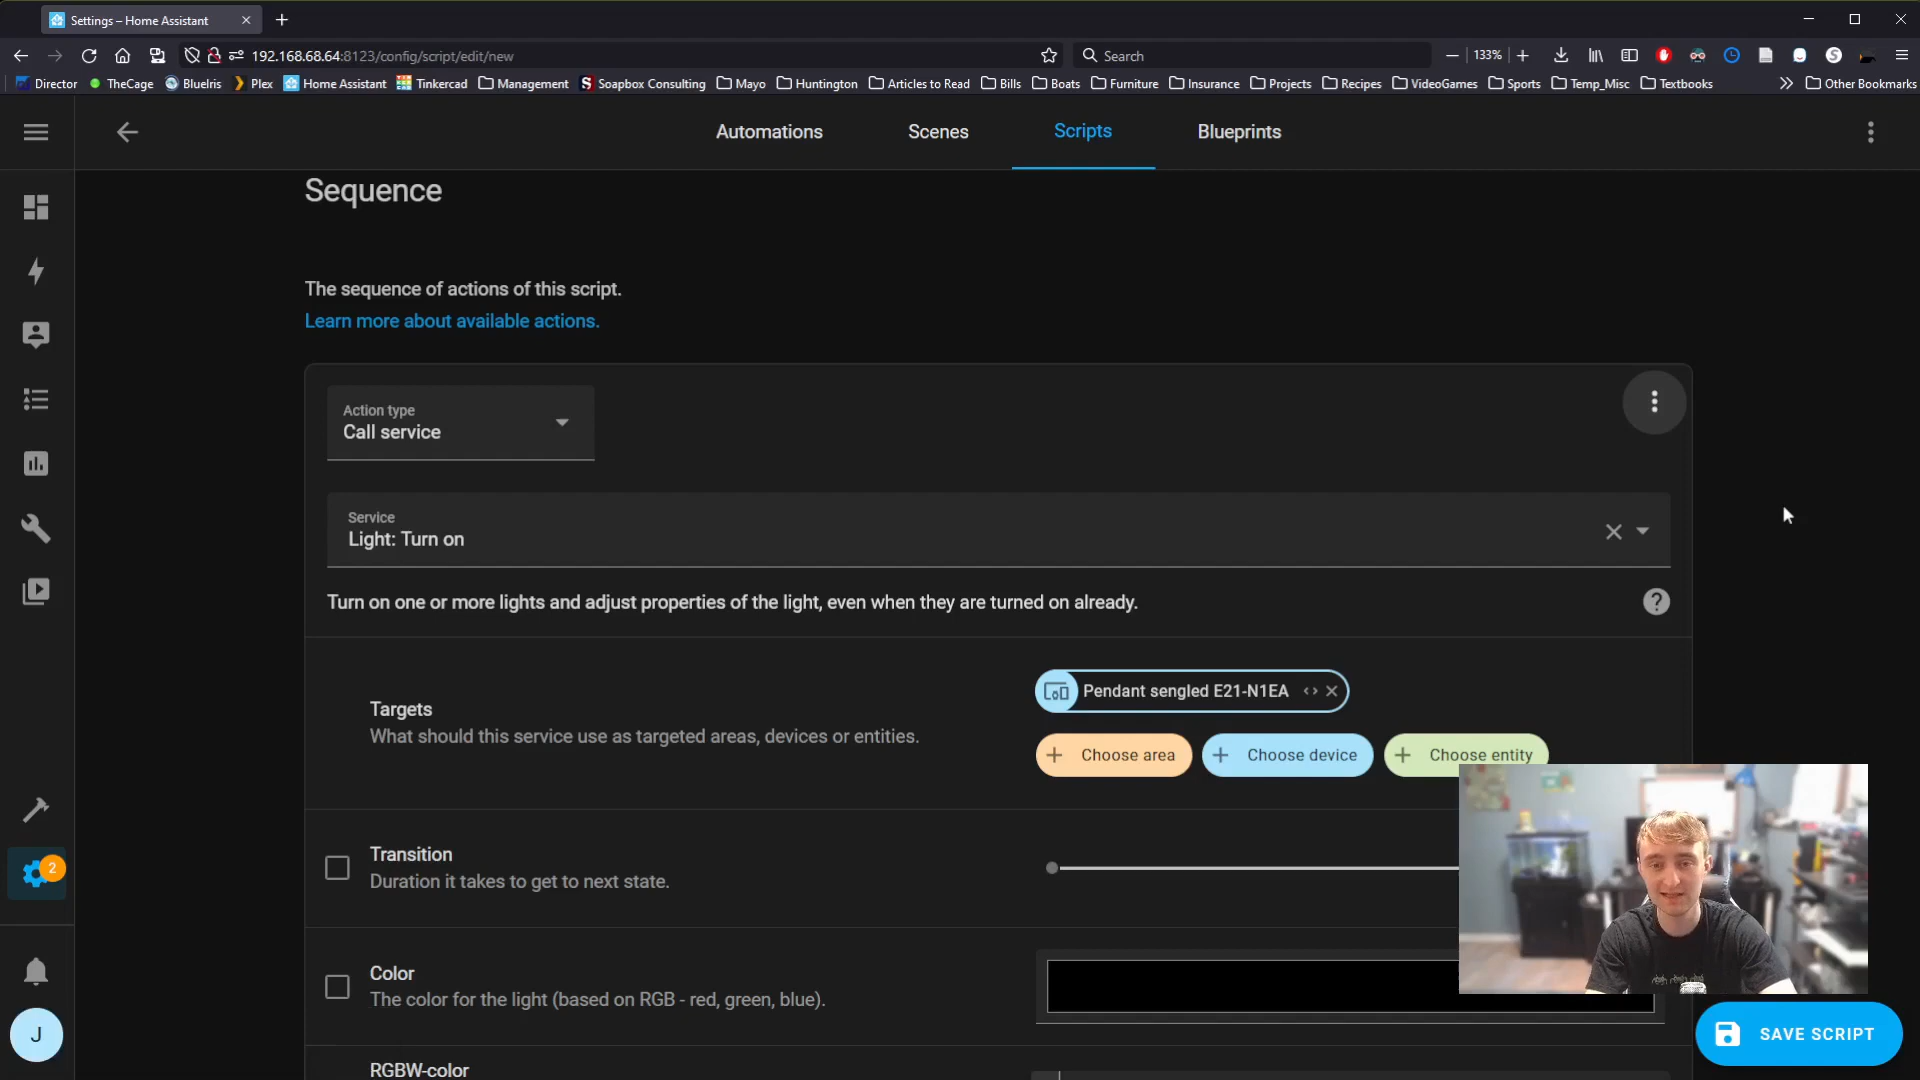 Settings – Home Assistant
192.168.68.64:8123/config/script/edit/new
Search
133%
Director
TheCage
BlueIris
Plex
Home Assistant
Tinkercad
Management
Soapbox Consulting
Mayo
Huntington
Articles to Read
Bills
Boats
Furniture
Insurance
Projects
Recipes
VideoGames
Sports
Temp_Misc
Textbooks
Other Bookmarks
Automations
Scenes
Scripts
Blueprints
Sequence
The sequence of actions of this script.
Learn more about available actions.
Action type
Call service
Service
Light: Turn on
Turn on one or more lights and adjust properties of the light, even when they are turned on already.
Targets
What should this service use as targeted areas, devices or entities.
Pendant sengled E21-N1EA
Choose area
Choose device
Choose entity
Transition
Duration it takes to get to next state.
Color
The color for the light (based on RGB - red, green, blue).
RGBW-color
2
J
SAVE SCRIPT